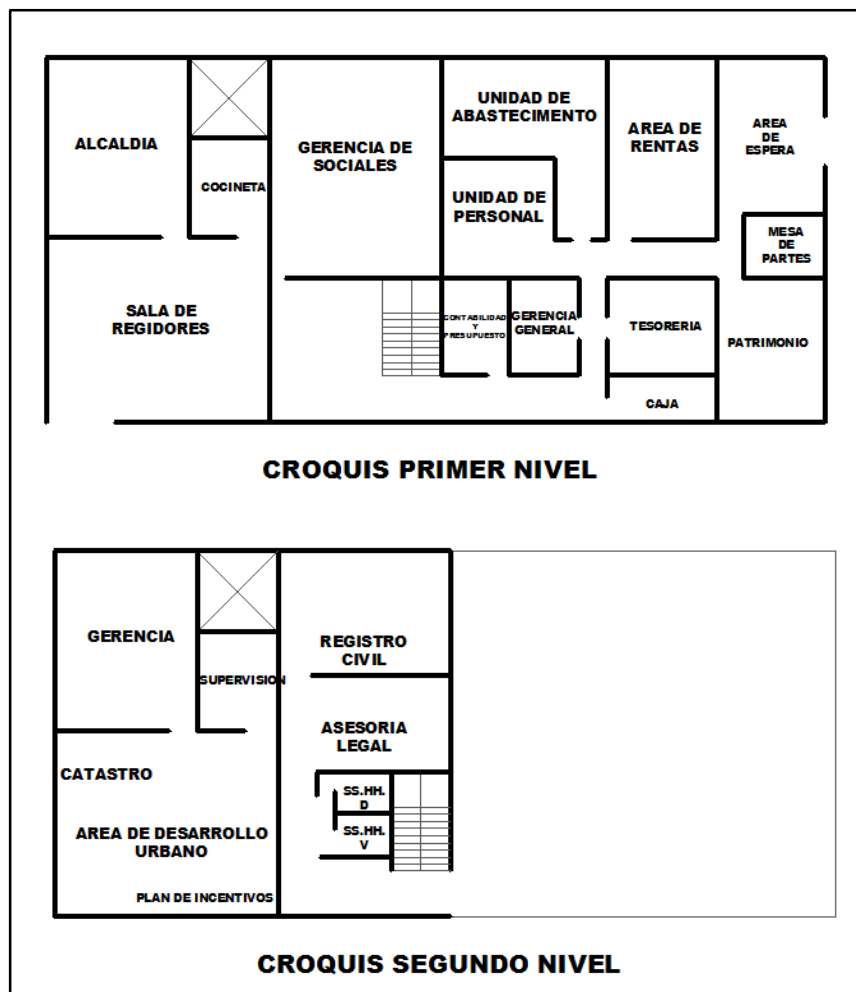 ALCALDIA
COCINETA
GERENCIA DE
SOCIALES
UNIDAD DE
ABASTECIMIENTO
UNIDAD DE
PERSONAL
AREA DE
RENTAS
AREA
DE
ESPERA
MESA
DE
PARTES
SALA DE
REGIDORES
CONTABILIDAD
Y
PRESUPUESTO
GERENCIA
GENERAL
TESORERIA
PATRIMONIO
CAJA
CROQUIS PRIMER NIVEL
GERENCIA
SUPERVISION
REGISTRO
CIVIL
ASESORIA
LEGAL
CATASTRO
SS.HH.
D
SS.HH.
V
AREA DE DESARROLLO
URBANO
PLAN DE INCENTIVOS
CROQUIS SEGUNDO NIVEL